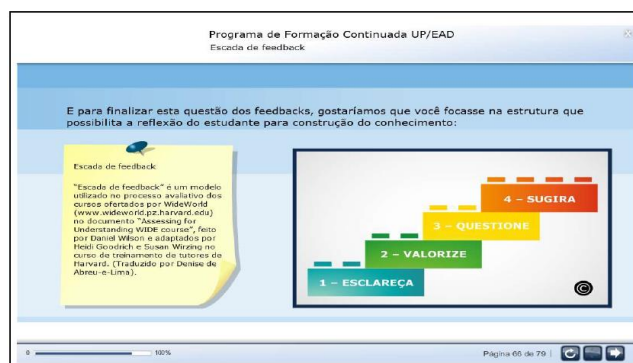 Programa de Formação Continuada UP/EAD
Escada de feedback
E para finalizar esta questão dos feedbacks, gostaríamos que você focasse na estrutura que
possibilita a reflexão do estudante para construção do conhecimento:
Escada de feedback
"Escada de feedback" é um modelo
utilizado no processo avaliativo dos
cursos ofertados por WideWorld
(www.wideworld.pz.harvard.edu)
no documento "Assessing for
Understanding WIDE course", feito
por Daniel Wilson e adaptados por
Heidi Goodrich e Susan Wirzing no
curso de treinamento de tutores de
Harvard. (Traduzido por Denise de
Abreu-e-Lima).
4 – SUGIRA
3 – QUESTIONE
2 – VALORIZE
1 – ESCLAREÇA
©
0 100% Página 66 de 79 |